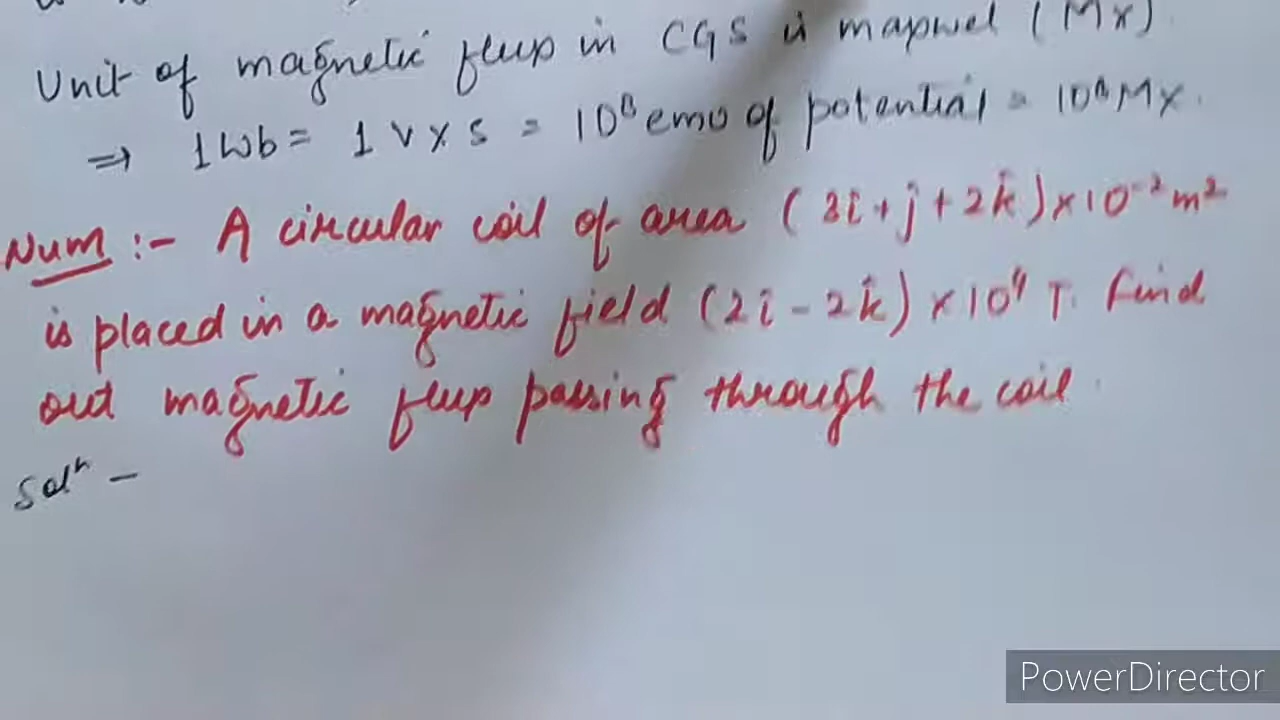 Unit of magnetic flux in CGS is maxwel (Mx)
⇒ 1Wb = 1 V X S = 10⁸ emu of potential = 10⁸ Mx.
Num :- A circular coil of area (3î + ĵ + 2k̂) x 10⁻² m²
is placed in a magnetic field (2î - 2k̂) x 10⁴ T. Find
out magnetic flux passing through the coil.
Solⁿ -
PowerDirector